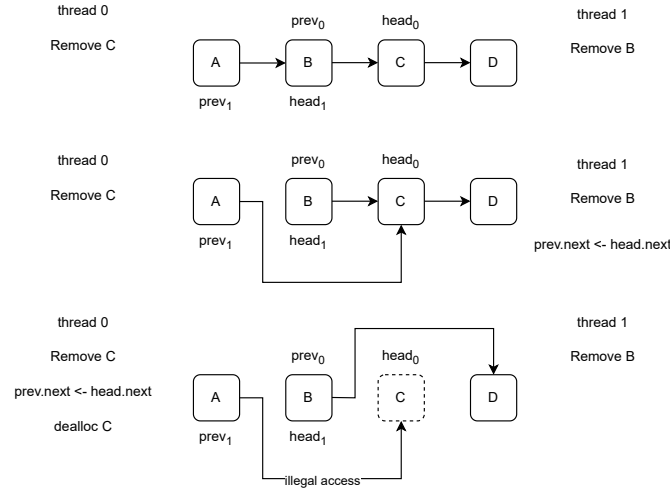 thread 0
Remove C
prev0
head0
thread 1
Remove B
A
B
C
D
prev1
head1
thread 0
Remove C
prev0
head0
thread 1
Remove B
A
B
C
D
prev1
head1
prev.next <- head.next
thread 0
Remove C
prev.next <- head.next
dealloc C
prev0
head0
thread 1
Remove B
A
B
C
D
prev1
head1
illegal access